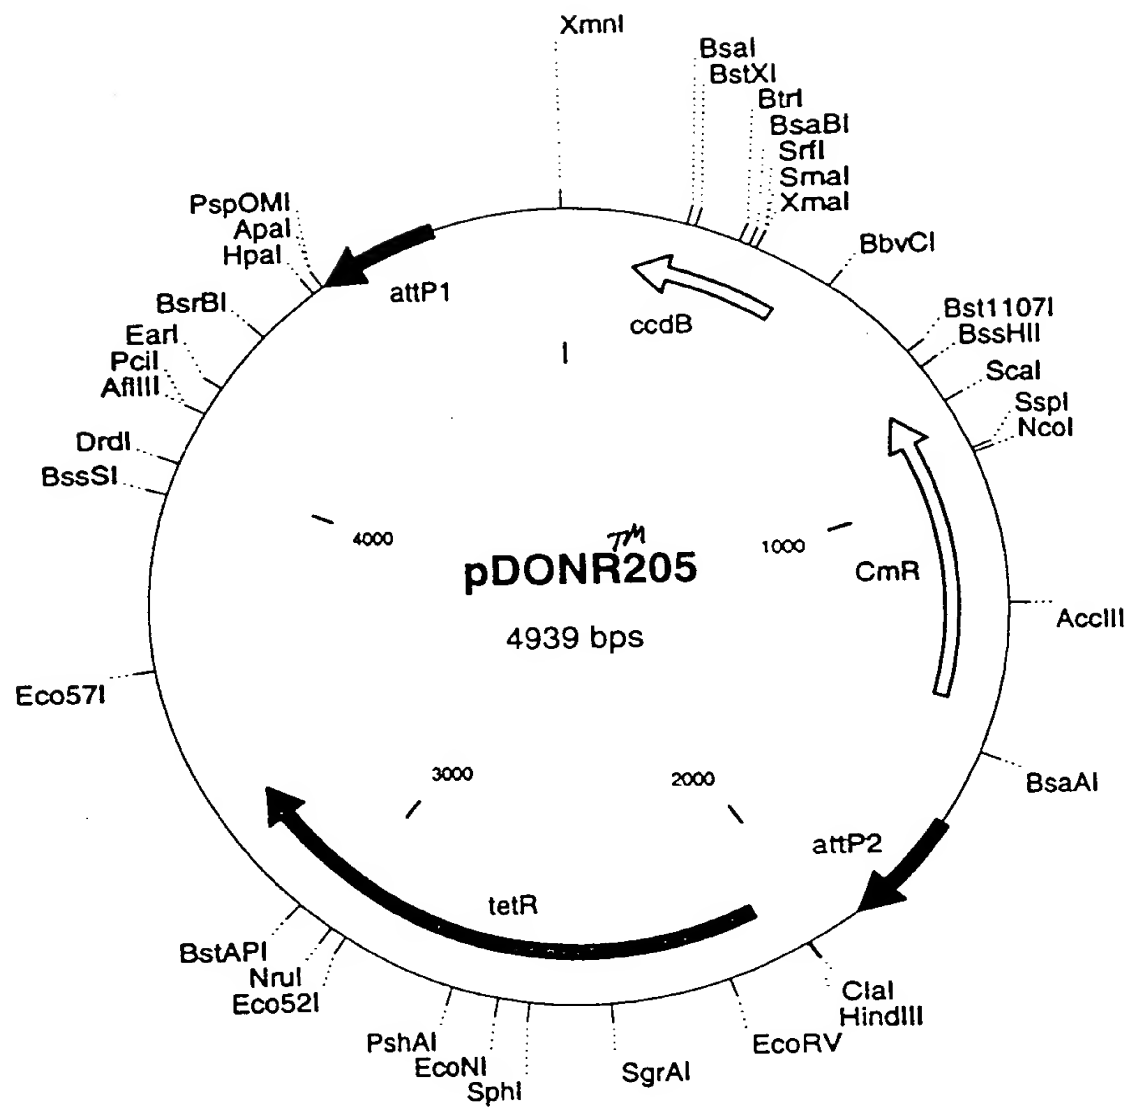 XmnI
BsaI
BstXI
BtrI
BsaBI
SrfI
SmaI
XmaI
BbvCI
Bst1107I
BssHII
ScaI
SspI
NcoI
AccIII
BsaAI
ClaI
HindIII
EcoRV
SgrAI
SphI
EcoNI
PshAI
Eco52I
NruI
BstAPI
Eco57I
BssSI
DrdI
AflIII
PciI
EarI
BsrBI
HpaI
ApaI
PspOMI
attP1
ccdB
1
CmR
attP2
tetR
1000
2000
3000
4000
TM
pDONR205
4939 bps